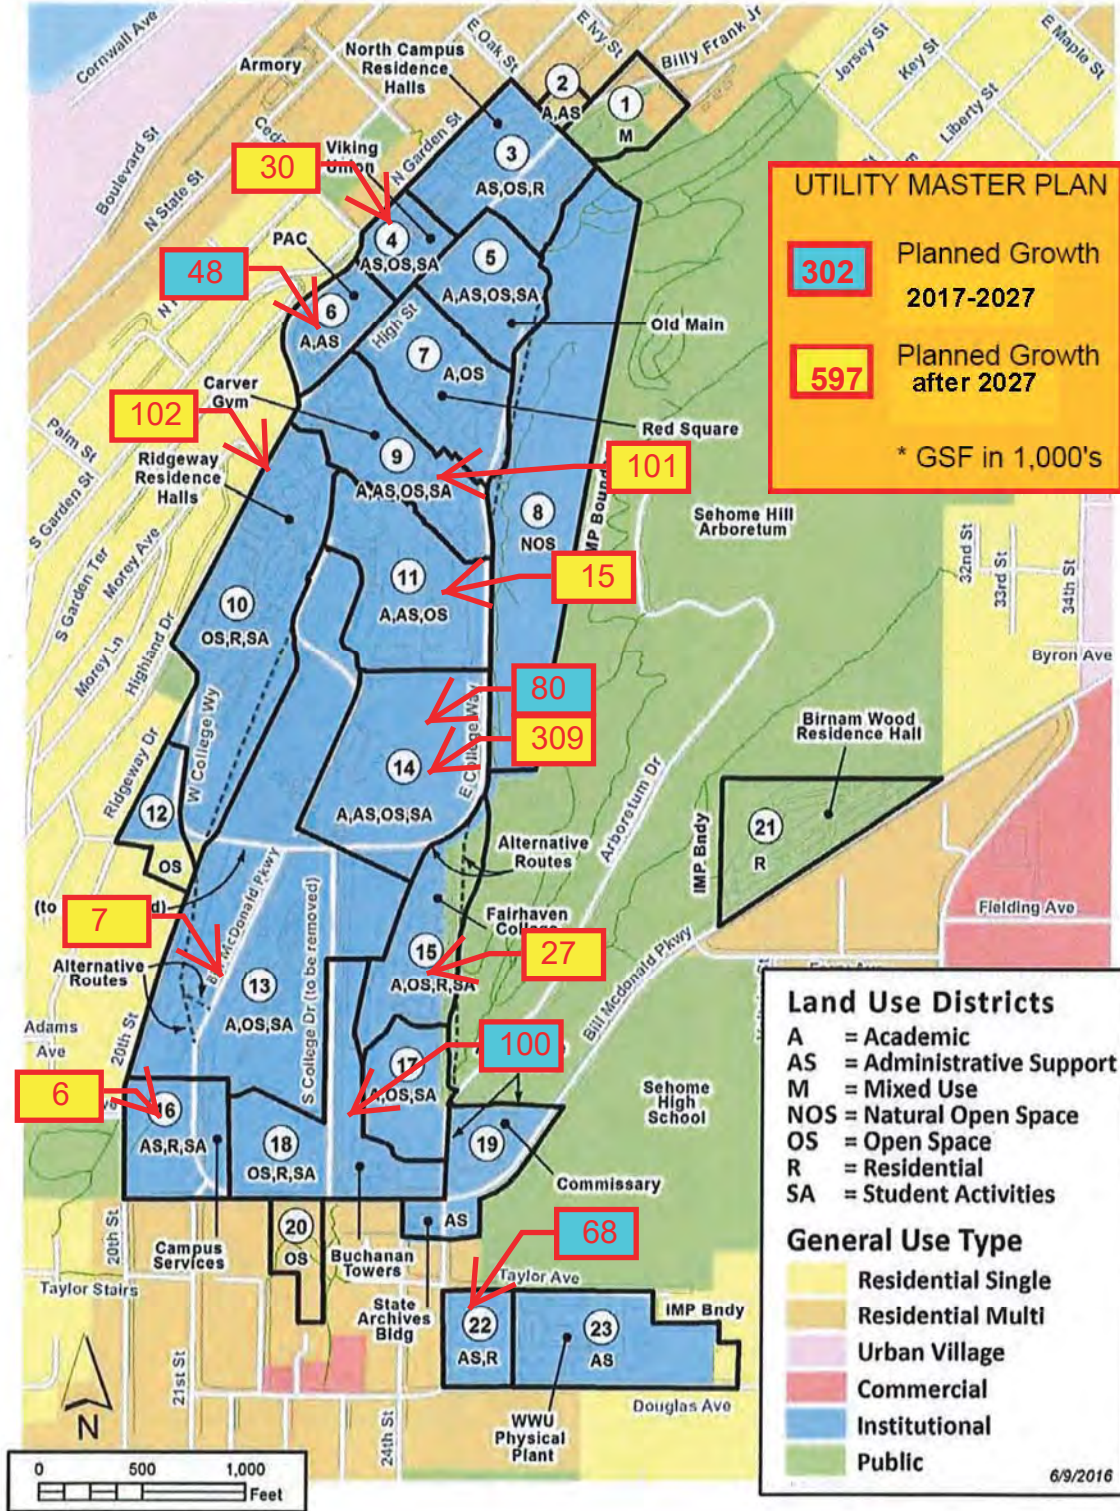 Cornwall Ave
Boulevard St
N State St
Armory
North Campus
Residence
Halls
E Oak St
E Ivy St
Billy Frank Jr
Jersey St
Key St
Liberty St
E Maple St
2
A,AS
1
M
3
AS,OS,R
Viking
Union
N Garden St
30
4
AS,OS,SA
PAC
48
6
A,AS
High St
5
A,AS,OS,SA
Old Main
7
A,OS
Red Square
UTILITY MASTER PLAN
302
Planned Growth
2017-2027
597
Planned Growth
after 2027
* GSF in 1,000's
Carver
Gym
102
Ridgeway
Residence
Halls
Palm St
S Garden St
S Garden Ter
Morey Ave
Morey Ln
Highland Dr
9
A,AS,OS,SA
101
8
NOS
Sehome Hill
Arboretum
32nd St
33rd St
34th St
Byron Ave
11
A,AS,OS
15
10
OS,R,SA
W College Wy
Ridgeway Dr
80
309
E College Way
14
A,AS,OS,SA
Arboretum Dr
Birnam Wood
Residence Hall
21
R
IMP Bndy
Fielding Ave
12
OS
Alternative
Routes
Fairhaven
7
Alternative
Routes
S College Dr (to be removed)
15
A,OS,R,SA
27
Bill Mcdonald Pkwy
13
A,OS,SA
20th St
Adams
Ave
100
17
A,OS,SA
6
16
AS,R,SA
18
OS,R,SA
19
Sehome
High
School
Commissary
AS
68
Campus
Services
20
OS
Buchanan
Towers
State
Archives
Bldg
20th St
Taylor Stairs
Taylor Ave
21st St
24th St
22
AS,R
23
AS
IMP Bndy
WWU
Physical
Plant
Douglas Ave
N
0 500 1,000
Feet
Land Use Districts
A = Academic
AS = Administrative Support
M = Mixed Use
NOS = Natural Open Space
OS = Open Space
R = Residential
SA = Student Activities
General Use Type
Residential Single
Residential Multi
Urban Village
Commercial
Institutional
Public
6/9/2016